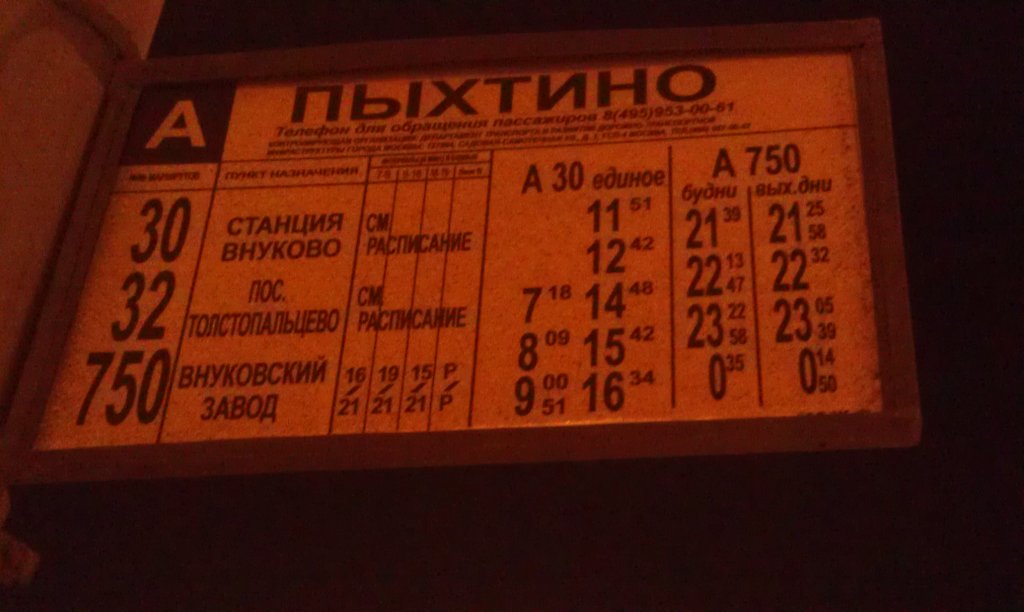 А ПЫХТИНО
Телефон для обращения пассажиров 8(495)953-00-61
ПУНКТ НАЗНАЧЕНИЯ
30 СТАНЦИЯ ВНУКОВО СМ. РАСПИСАНИЕ
32 ПОС. ТОЛСТОПАЛЬЦЕВО СМ. РАСПИСАНИЕ
750 ВНУКОВСКИЙ ЗАВОД 16/21 19/21 15/21 Р/Р
А 30 единое
7 18
8 09
9 00 51
11 51
12 42
14 48
15 42
16 34
А 750
будни
21 39
22 13 47
23 22 58
0 35
вых.дни
21 25 58
22 32
23 05 39
0 14 50